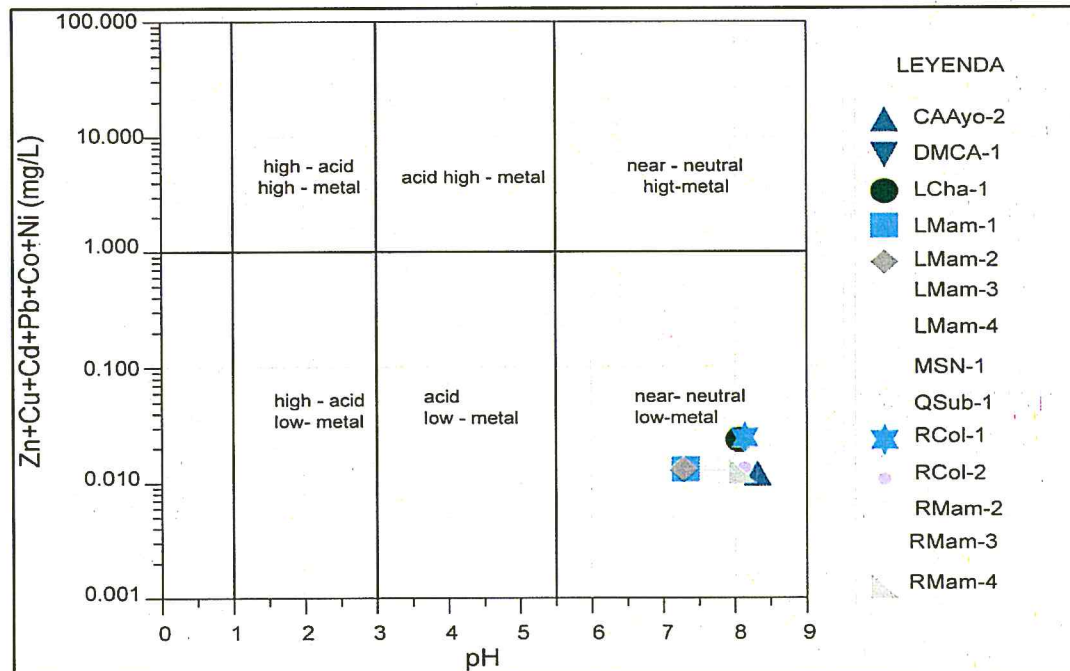 100.000
10.000
1.000
0.100
0.010
0.001
Zn+Cu+Cd+Pb+Co+Ni (mg/L)
high - acid
high - metal
acid high - metal
near - neutral
higt-metal
high - acid
low- metal
acid
low - metal
near- neutral
low-metal
0 1 2 3 4 5 6 7 8 9
pH
LEYENDA
CAAyo-2
DMCA-1
LCha-1
LMam-1
LMam-2
LMam-3
LMam-4
MSN-1
QSub-1
RCol-1
RCol-2
RMam-2
RMam-3
RMam-4